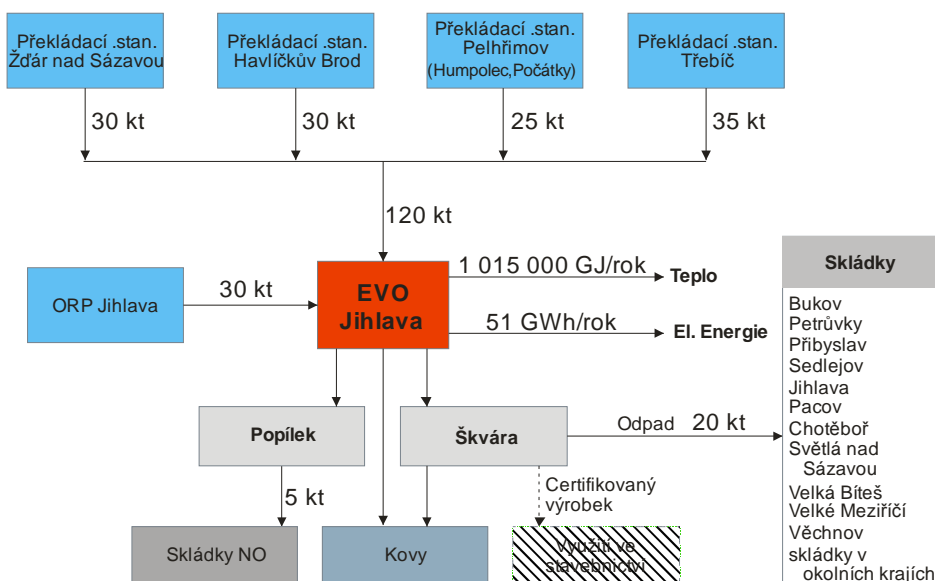 Překládací .stan.
Žďár nad Sázavou
Překládací .stan.
Havlíčkův Brod
Překládací .stan.
Pelhřimov
(Humpolec,Počátky)
Překládací .stan.
Třebíč
30 kt
30 kt
25 kt
35 kt
120 kt
ORP Jihlava
30 kt
EVO
Jihlava
1 015 000 GJ/rok
Teplo
51 GWh/rok
El. Energie
Popílek
Škvára
Odpad 20 kt
5 kt
Certifikovaný
výrobek
Skládky NO
Kovy
Využití ve
stavebnictví
Skládky
Bukov
Petrůvky
Přibyslav
Sedlejov
Jihlava
Pacov
Chotěboř
Světlá nad
Sázavou
Velká Bíteš
Velké Meziříčí
Věchnov
skládky v
okolních krajích